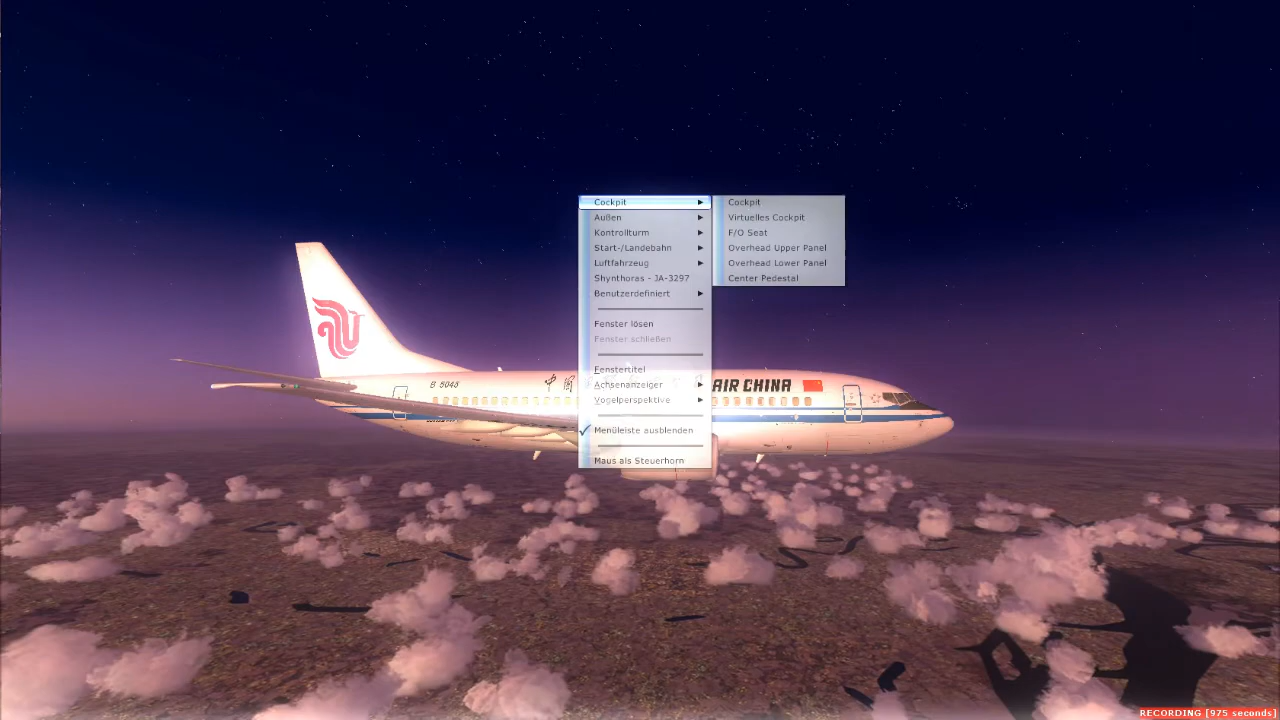 Cockpit
Außen
Kontrollturm
Start-/Landebahn
Luftfahrzeug
Shynthoras - JA-3297
Benutzerdefiniert
Fenster lösen
Fenster schließen
Fenstertitel
Achsenanzeiger
Vogelperspektive
Menüleiste ausblenden
Maus als Steuerhorn
Cockpit
Virtuelles Cockpit
F/O Seat
Overhead Upper Panel
Overhead Lower Panel
Center Pedestal
B 5045
中国
AIR CHINA
RECORDING [975 seconds]